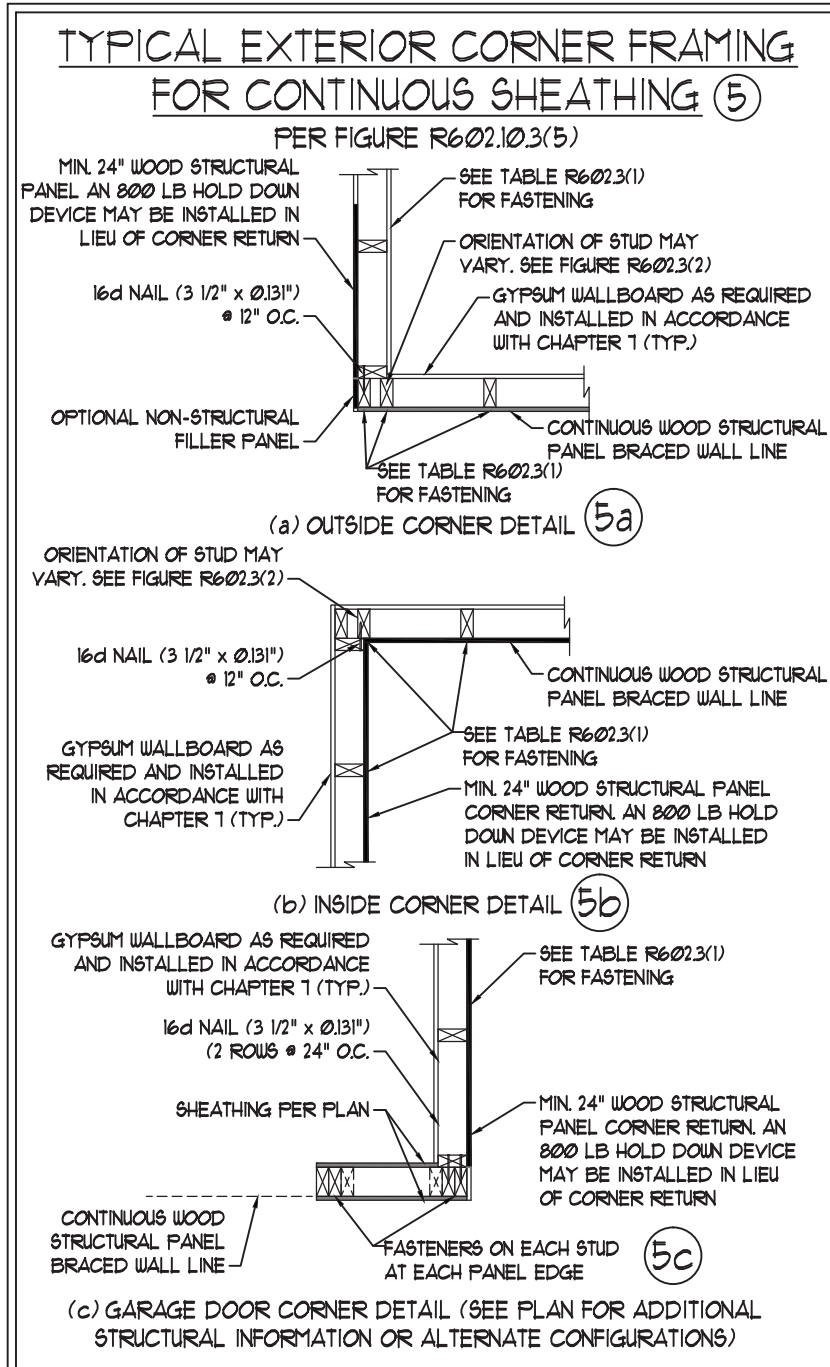 TYPICAL EXTERIOR CORNER FRAMING
FOR CONTINUOUS SHEATHING 5
PER FIGURE R602.10.3(5)
MIN. 24" WOOD STRUCTURAL
PANEL AN 800 LB HOLD DOWN
DEVICE MAY BE INSTALLED IN
LIEU OF CORNER RETURN
SEE TABLE R602.3(1)
FOR FASTENING
ORIENTATION OF STUD MAY
VARY. SEE FIGURE R602.3(2)
16d NAIL (3 1/2" x Ø.131")
@ 12" O.C.
GYPSUM WALLBOARD AS REQUIRED
AND INSTALLED IN ACCORDANCE
WITH CHAPTER 7 (TYP.)
OPTIONAL NON-STRUCTURAL
FILLER PANEL
CONTINUOUS WOOD STRUCTURAL
PANEL BRACED WALL LINE
SEE TABLE R602.3(1)
FOR FASTENING
(a) OUTSIDE CORNER DETAIL 5a
ORIENTATION OF STUD MAY
VARY. SEE FIGURE R602.3(2)
16d NAIL (3 1/2" x Ø.131")
@ 12" O.C.
CONTINUOUS WOOD STRUCTURAL
PANEL BRACED WALL LINE
GYPSUM WALLBOARD AS
REQUIRED AND INSTALLED
IN ACCORDANCE WITH
CHAPTER 7 (TYP.)
SEE TABLE R602.3(1)
FOR FASTENING
MIN. 24" WOOD STRUCTURAL PANEL
CORNER RETURN. AN 800 LB HOLD
DOWN DEVICE MAY BE INSTALLED
IN LIEU OF CORNER RETURN
(b) INSIDE CORNER DETAIL 5b
GYPSUM WALLBOARD AS REQUIRED
AND INSTALLED IN ACCORDANCE
WITH CHAPTER 7 (TYP.)
SEE TABLE R602.3(1)
FOR FASTENING
16d NAIL (3 1/2" x Ø.131")
(2 ROWS @ 24" O.C.
SHEATHING PER PLAN
MIN. 24" WOOD STRUCTURAL
PANEL CORNER RETURN. AN
800 LB HOLD DOWN DEVICE
MAY BE INSTALLED IN LIEU
OF CORNER RETURN
CONTINUOUS WOOD
STRUCTURAL PANEL
BRACED WALL LINE
FASTENERS ON EACH STUD
AT EACH PANEL EDGE
5c
(c) GARAGE DOOR CORNER DETAIL (SEE PLAN FOR ADDITIONAL
STRUCTURAL INFORMATION OR ALTERNATE CONFIGURATIONS)